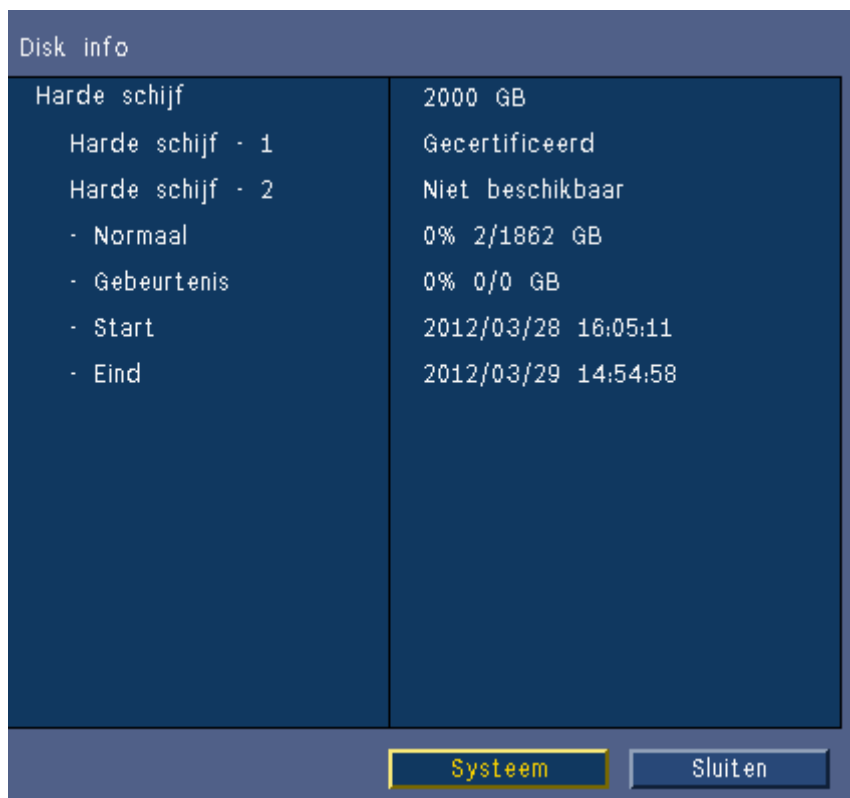 Disk info
Harde schijf 2000 GB
Harde schijf - 1 Gecertificeerd
Harde schijf - 2 Niet beschikbaar
- Normaal 0% 2/1862 GB
- Gebeurtenis 0% 0/0 GB
- Start 2012/03/28 16:05:11
- Eind 2012/03/29 14:54:58
Systeem Sluiten